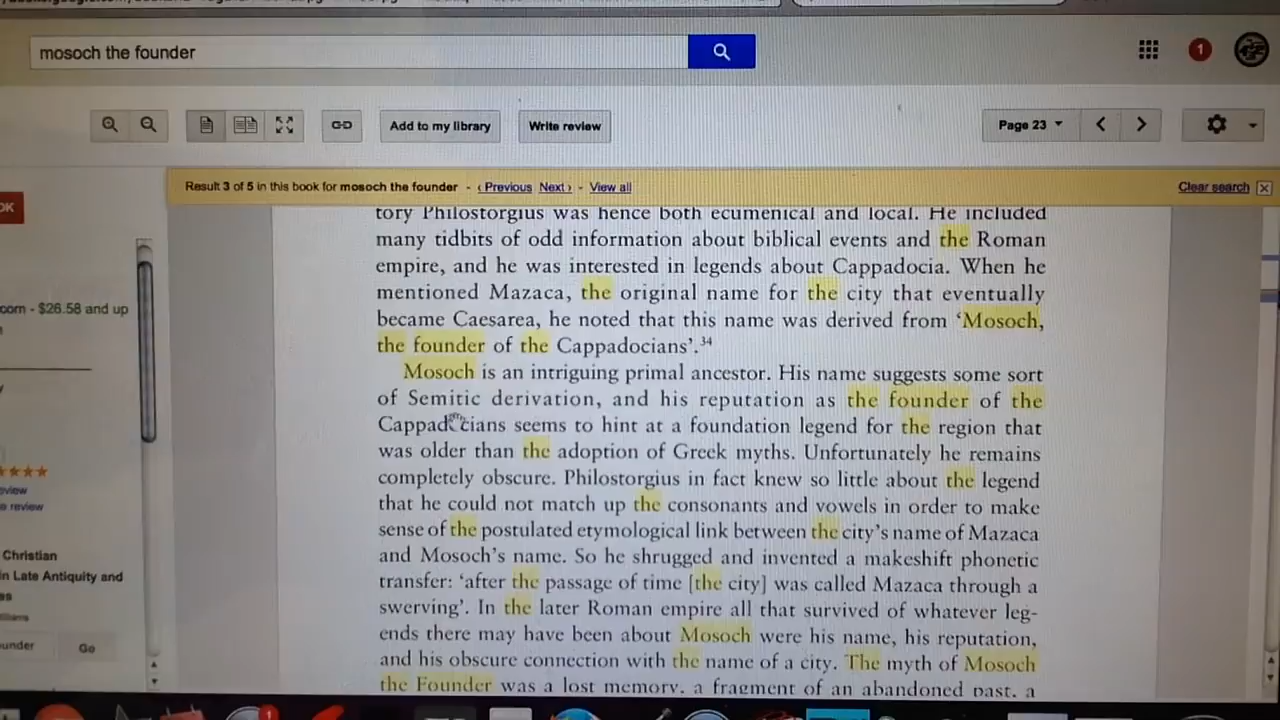 mosoch the founder
1
Add to my library
Write review
Page 23
Result 3 of 5 in this book for mosoch the founder - ‹ Previous Next › - View all
Clear search
OK
tory Philostorgius was hence both ecumenical and local. He included
many tidbits of odd information about biblical events and the Roman
empire, and he was interested in legends about Cappadocia. When he
mentioned Mazaca, the original name for the city that eventually
became Caesarea, he noted that this name was derived from ‘Mosoch,
the founder of the Cappadocians’.34
Mosoch is an intriguing primal ancestor. His name suggests some sort
of Semitic derivation, and his reputation as the founder of the
Cappadocians seems to hint at a foundation legend for the region that
was older than the adoption of Greek myths. Unfortunately he remains
completely obscure. Philostorgius in fact knew so little about the legend
that he could not match up the consonants and vowels in order to make
sense of the postulated etymological link between the city’s name of Mazaca
and Mosoch’s name. So he shrugged and invented a makeshift phonetic
transfer: ‘after the passage of time [the city] was called Mazaca through a
swerving’. In the later Roman empire all that survived of whatever leg-
ends there may have been about Mosoch were his name, his reputation,
and his obscure connection with the name of a city. The myth of Mosoch
the Founder was a lost memory, a fragment of an abandoned past, a
com - $26.58 and up
eview
e review
Christian
in Late Antiquity and
es
lliams
under
Go
1